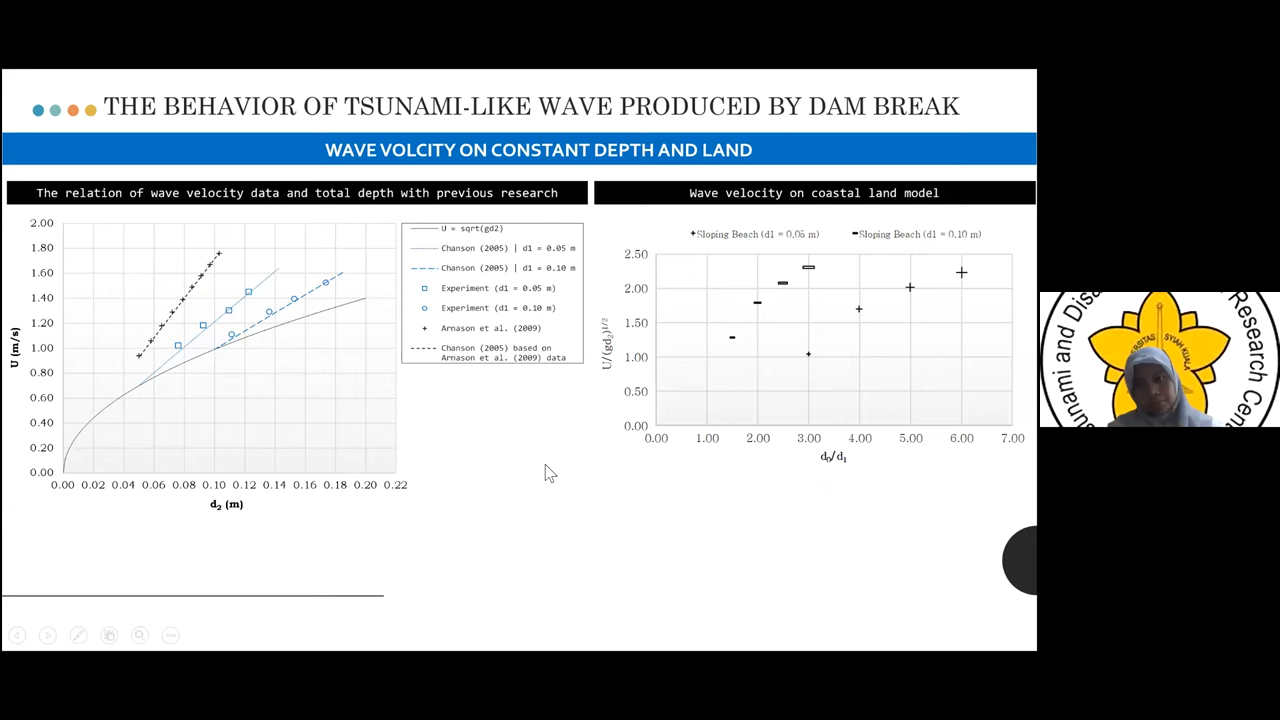 THE BEHAVIOR OF TSUNAMI-LIKE WAVE PRODUCED BY DAM BREAK
WAVE VOLCITY ON CONSTANT DEPTH AND LAND
The relation of wave velocity data and total depth with previous research
2.00
1.80
1.60
1.40
1.20
1.00
0.80
0.60
0.40
0.20
0.00
U (m/s)
0.00 0.02 0.04 0.06 0.08 0.10 0.12 0.14 0.16 0.18 0.20 0.22
d2 (m)
U = sqrt(gd2)
Chanson (2005) | d1 = 0.05 m
Chanson (2005) | d1 = 0.10 m
Experiment (d1 = 0.05 m)
Experiment (d1 = 0.10 m)
Arnason et al. (2009)
Chanson (2005) based on
Arnason et al. (2009) data
Wave velocity on coastal land model
Sloping Beach (d1 = 0.05 m)
Sloping Beach (d1 = 0.10 m)
2.50
2.00
1.50
1.00
0.50
0.00
U/(gd2)1/2
0.00 1.00 2.00 3.00 4.00 5.00 6.00 7.00
d0/d1
sunami and Disa
Research Cent
SYIAH KUALA